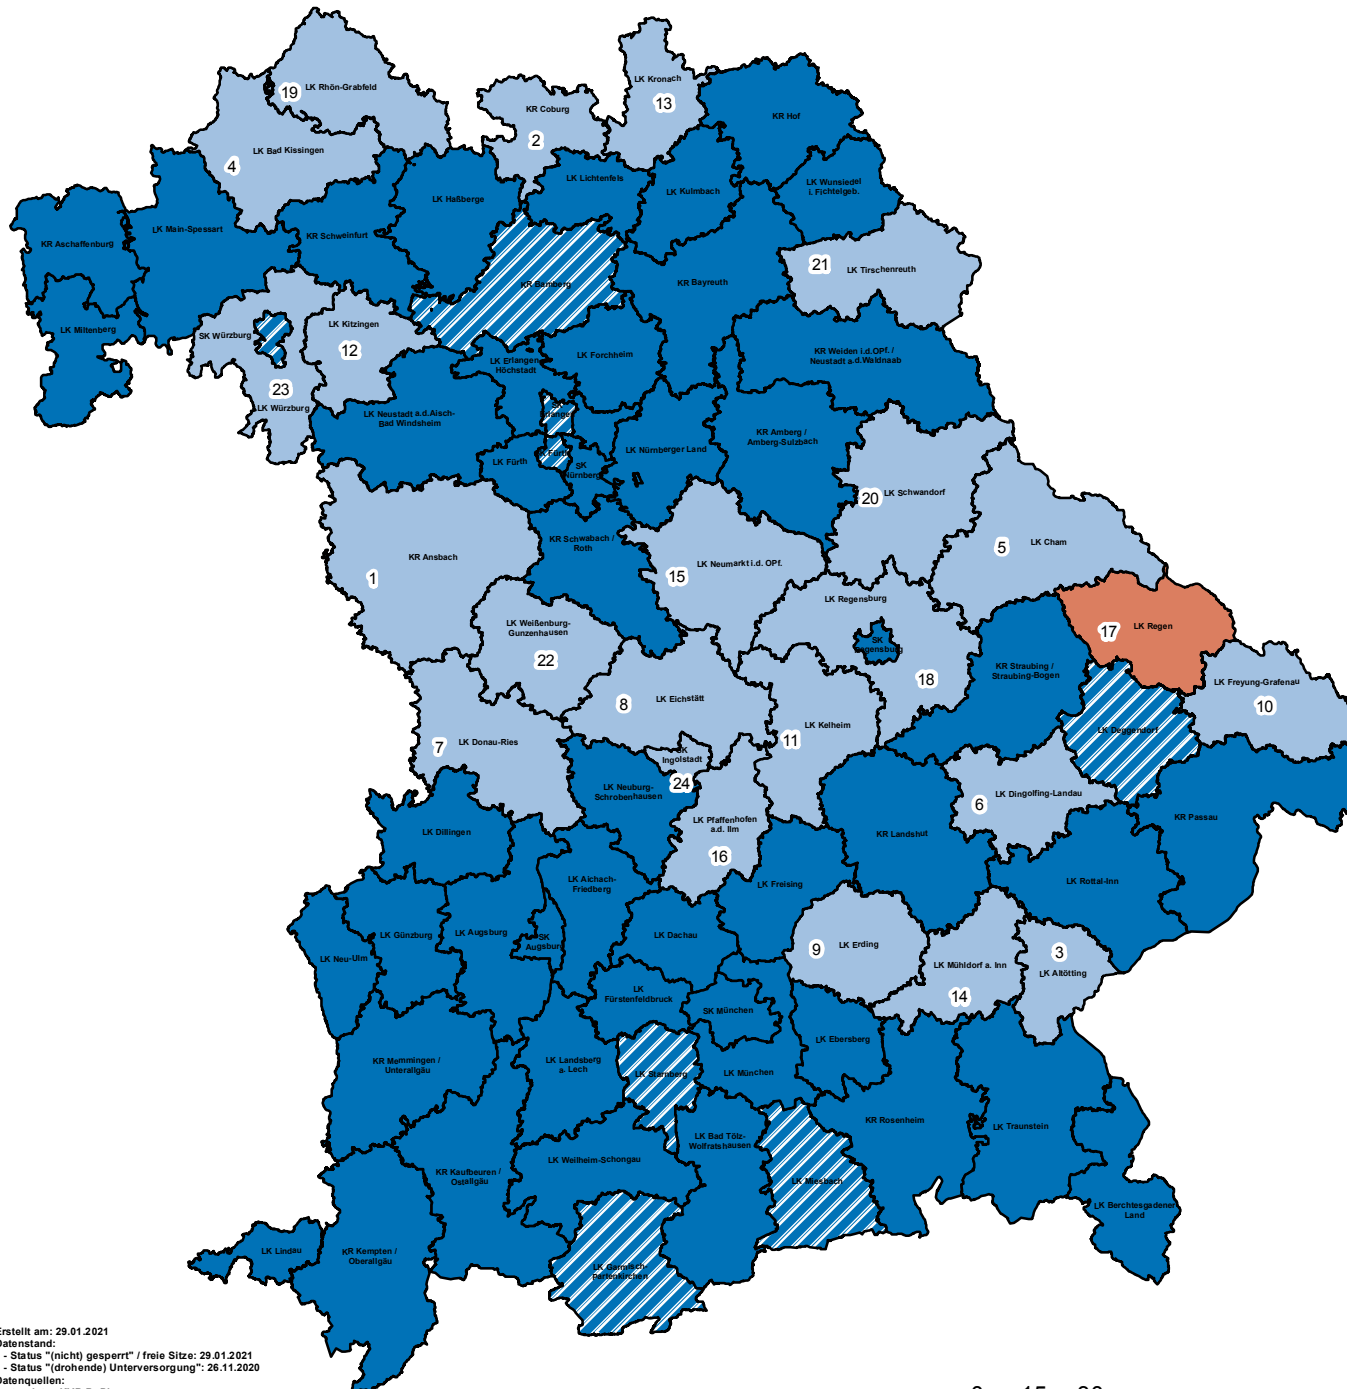 LK Rhön-Grabfeld
19
LK Kronach
13
KR Coburg
2
KR Hof
LK Bad Kissingen
4
LK Lichtenfels
LK Kulmbach
LK Wunsiedel
i. Fichtelgeb.
LK Haßberge
LK Main-Spessart
KR Schweinfurt
KR Aschaffenburg
21
LK Tirschenreuth
KR Bamberg
KR Bayreuth
LK Miltenberg
SK Würzburg
LK Kitzingen
12
LK Forchheim
LK Erlangen-
Höchstadt
KR Weiden i.d.OPf. /
Neustadt a.d.Waldnaab
23
LK Würzburg
LK Neustadt a.d.Aisch-
Bad Windsheim
SK
Erlangen
KR Amberg /
Amberg-Sulzbach
LK Fürth
SK Fürth
SK
Nürnberg
LK Nürnberger Land
20
LK Schwandorf
KR Ansbach
1
KR Schwabach /
Roth
15
LK Neumarkt i.d. OPf.
5
LK Cham
LK Regensburg
SK
Regensburg
18
17
LK Regen
LK Weißenburg-
Gunzenhausen
22
KR Straubing /
Straubing-Bogen
LK Freyung-Grafenau
10
8
LK Eichstätt
11
LK Kelheim
LK Deggendorf
7
LK Donau-Ries
SK
Ingolstadt
24
LK Neuburg-
Schrobenhausen
LK Dingolfing-Landau
6
KR Passau
LK Pfaffenhofen
a.d. Ilm
16
LK Dillingen
KR Landshut
LK Aichach-
Friedberg
LK Freising
LK Rottal-Inn
LK Günzburg
LK Augsburg
SK
Augsburg
LK Dachau
9
LK Erding
3
LK Altötting
LK Neu-Ulm
LK Mühldorf a. Inn
14
LK
Fürstenfeldbruck
SK München
LK Ebersberg
KR Memmingen /
Unterallgäu
LK Landsberg
a. Lech
LK Starnberg
LK München
KR Rosenheim
LK Traunstein
LK Bad Tölz-
Wolfratshausen
LK Weilheim-Schongau
KR Kaufbeuren /
Ostallgäu
LK Miesbach
LK Berchtesgadener
Land
LK Lindau
KR Kempten /
Oberallgäu
LK Garmisch-
Partenkirchen
Erstellt am: 29.01.2021
Datenstand:
- Status "(nicht) gesperrt" / freie Sitze: 29.01.2021
- Status "(drohende) Unterversorgung": 26.11.2020
Datenquellen: